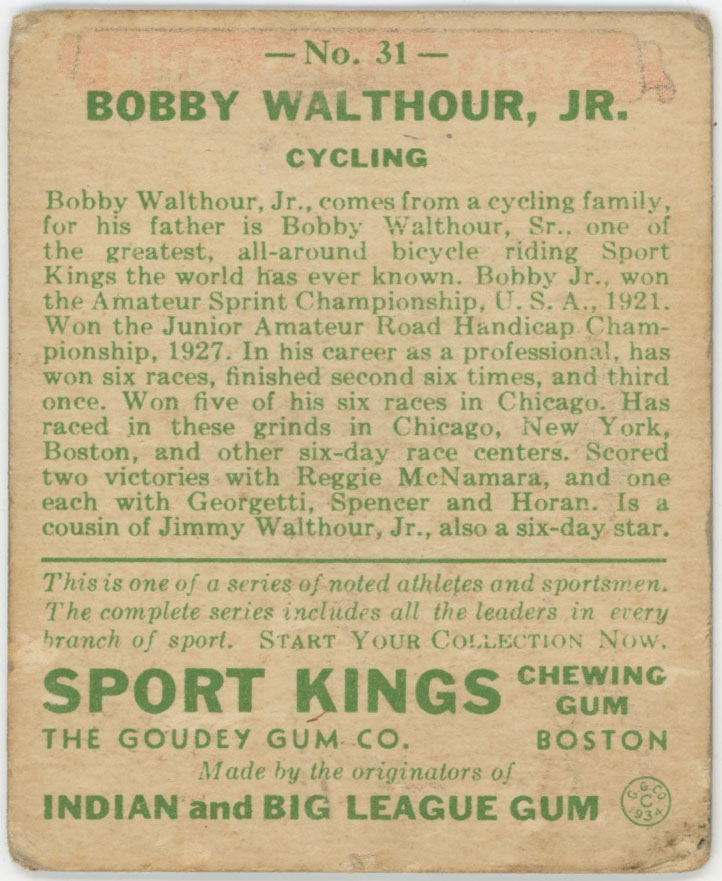 — No. 31 —
BOBBY WALTHOUR, JR.
CYCLING
Bobby Walthour, Jr., comes from a cycling family,
for his father is Bobby Walthour, Sr.. one of
the greatest, all-around bicycle riding Sport
Kings the world has ever known. Bobby Jr., won
the Amateur Sprint Championship, U. S. A., 1921.
Won the Junior Amateur Road Handicap Cham-
pionship, 1927. In his career as a professional, has
won six races, finished second six times, and third
once. Won five of his six races in Chicago. Has
raced in these grinds in Chicago, New York,
Boston, and other six-day race centers. Scored
two victories with Reggie McNamara, and one
each with Georgetti, Spencer and Horan. Is a
cousin of Jimmy Walthour, Jr., also a six-day star.
This is one of a series of noted athletes and sportsmen.
The complete series includes all the leaders in every
branch of sport. START YOUR COLLECTION NOW.
SPORT KINGS CHEWING GUM
THE GOUDEY GUM CO. BOSTON
Made by the originators of
INDIAN and BIG LEAGUE GUM
G. G. CO. C 1934